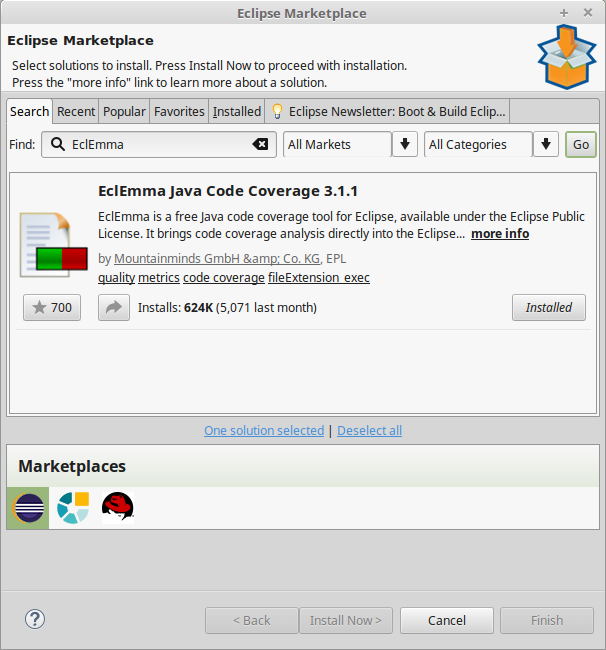 Eclipse Marketplace
Eclipse Marketplace
Select solutions to install. Press Install Now to proceed with installation.
Press the "more info" link to learn more about a solution.
Search Recent Popular Favorites Installed Eclipse Newsletter: Boot & Build Eclip...
Find: EclEmma All Markets All Categories Go
EclEmma Java Code Coverage 3.1.1
EclEmma is a free Java code coverage tool for Eclipse, available under the Eclipse Public
License. It brings code coverage analysis directly into the Eclipse... more info
by Mountainminds GmbH &amp; Co. KG, EPL
quality metrics code coverage fileExtension_exec
700 Installs: 624K (5,071 last month) Installed
One solution selected | Deselect all
Marketplaces
? < Back Install Now > Cancel Finish